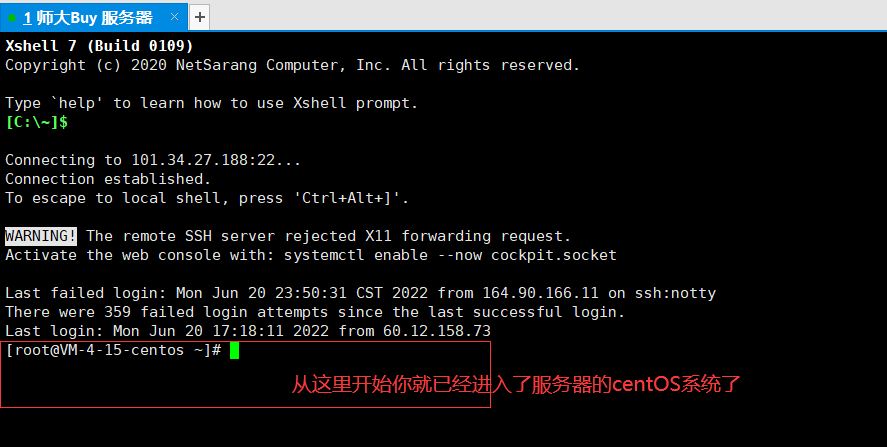 1 师大Buy 服务器 × +
Xshell 7 (Build 0109)
Copyright (c) 2020 NetSarang Computer, Inc. All rights reserved.
Type `help' to learn how to use Xshell prompt.
[C:\~]$
Connecting to 101.34.27.188:22...
Connection established.
To escape to local shell, press 'Ctrl+Alt+]'.
WARNING! The remote SSH server rejected X11 forwarding request.
Activate the web console with: systemctl enable --now cockpit.socket
Last failed login: Mon Jun 20 23:50:31 CST 2022 from 164.90.166.11 on ssh:notty
There were 359 failed login attempts since the last successful login.
Last login: Mon Jun 20 17:18:11 2022 from 60.12.158.73
[root@VM-4-15-centos ~]#
从这里开始你就已经进入了服务器的centOS系统了